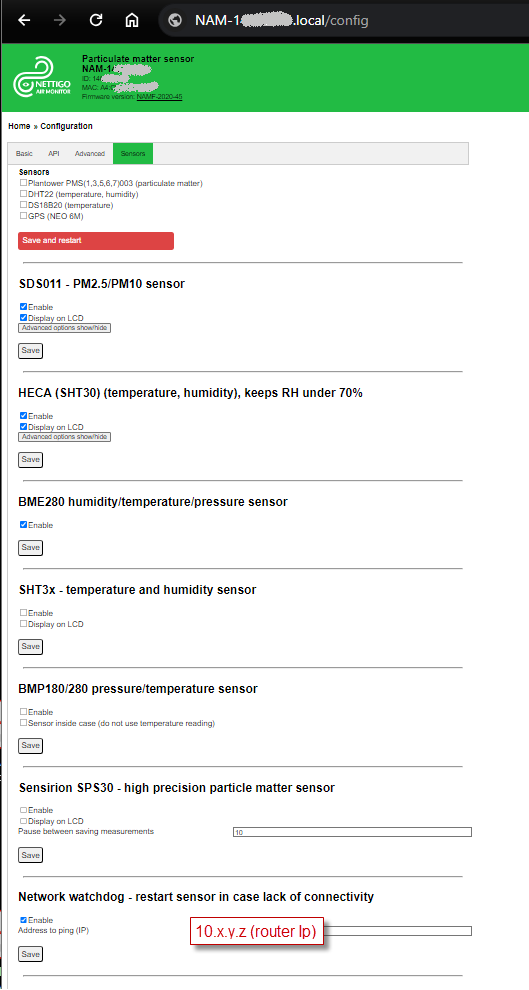 NAM-1 .local/config
NETTIGO
AIR MONITOR
Particulate matter sensor
NAM-1
ID: 14
MAC: A4:C
Firmware version: NAMF-2020-45
Home » Configuration
Basic API Advanced Sensors
Sensors
Plantower PMS(1,3,5,6,7)003 (particulate matter)
DHT22 (temperature, humidity)
DS18B20 (temperature)
GPS (NEO 6M)
Save and restart
SDS011 - PM2.5/PM10 sensor
Enable
Display on LCD
Advanced options show/hide
Save
HECA (SHT30) (temperature, humidity), keeps RH under 70%
Enable
Display on LCD
Advanced options show/hide
Save
BME280 humidity/temperature/pressure sensor
Enable
Save
SHT3x - temperature and humidity sensor
Enable
Display on LCD
Save
BMP180/280 pressure/temperature sensor
Enable
Sensor inside case (do not use temperature reading)
Save
Sensirion SPS30 - high precision particle matter sensor
Enable
Display on LCD
Pause between saving measurements 10
Save
Network watchdog - restart sensor in case lack of connectivity
Enable
Address to ping (IP) 10.x.y.z (router Ip)
Save